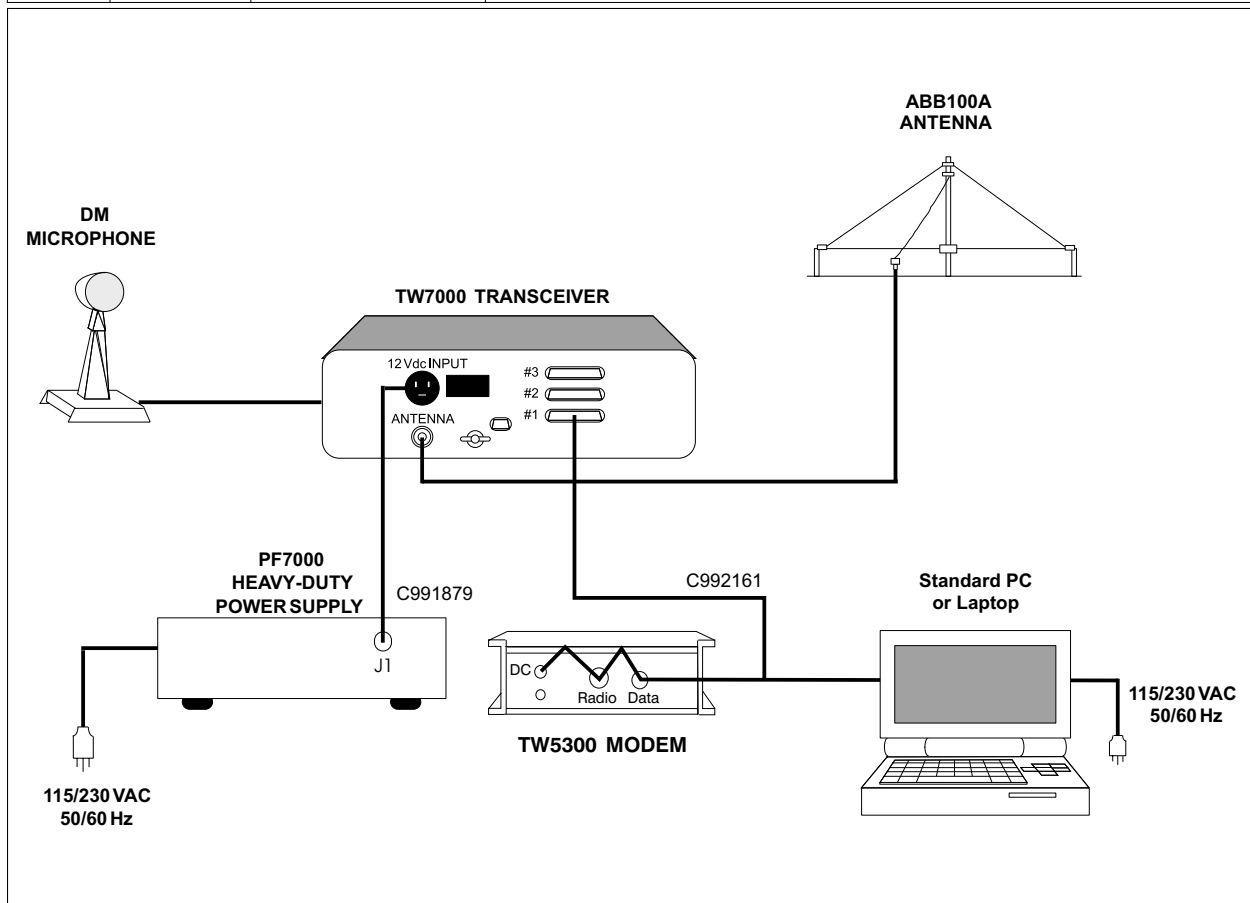 ABB100A
ANTENNA
DM
MICROPHONE
TW7000 TRANSCEIVER
12 Vdc INPUT
#3
#2
#1
ANTENNA
PF7000
HEAVY-DUTY
POWER SUPPLY
C991879
C992161
Standard PC
or Laptop
J1
DC
Radio Data
TW5300 MODEM
115/230 VAC
50/60 Hz
115/230 VAC
50/60 Hz